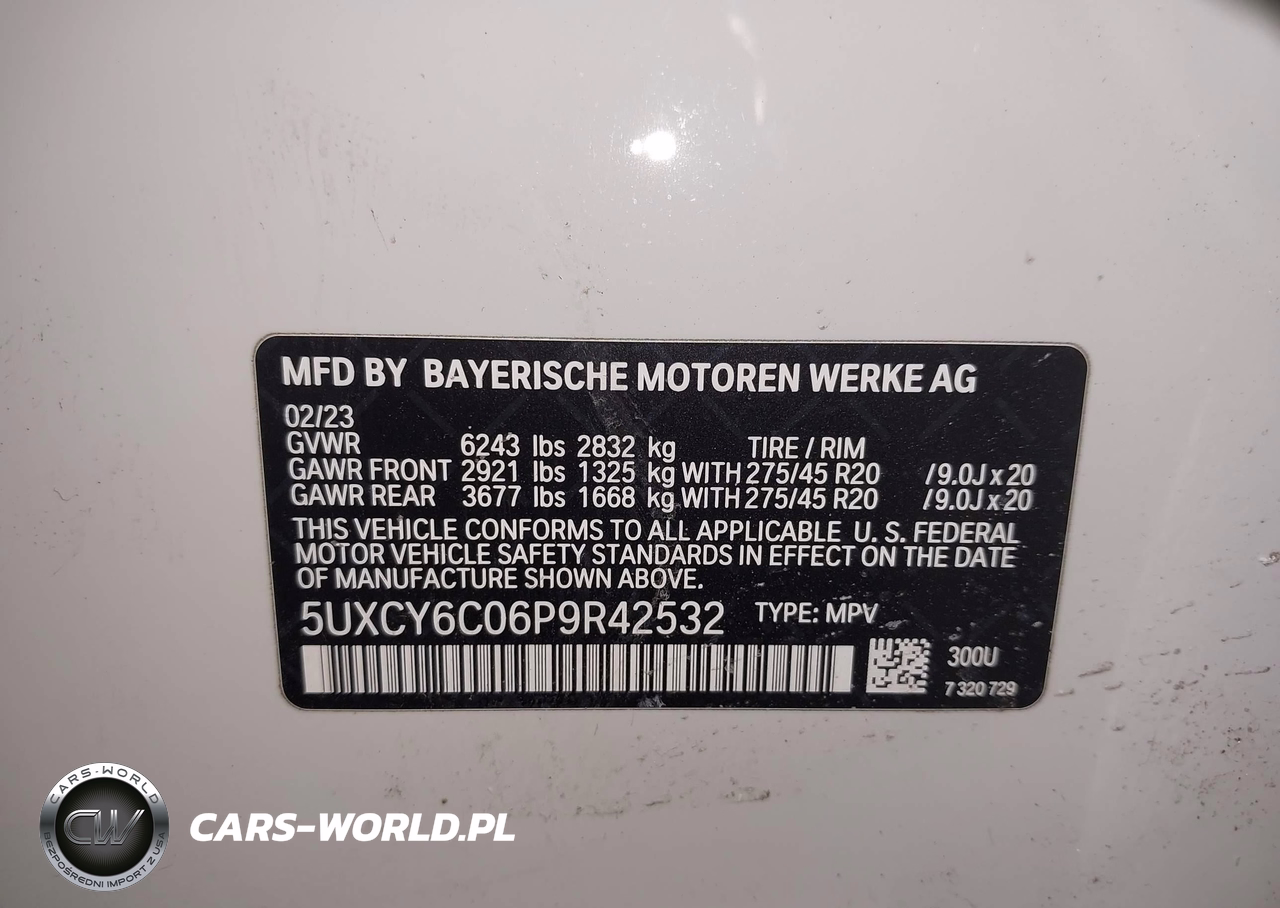 MFD BY BAYERISCHE MOTOREN WERKE AG
02/23
GVWR 6243 lbs 2832 kg TIRE / RIM
GAWR FRONT 2921 lbs 1325 kg WITH 275/45 R20 / 9.0J x 20
GAWR REAR 3677 lbs 1668 kg WITH 275/45 R20 / 9.0J x 20
THIS VEHICLE CONFORMS TO ALL APPLICABLE U. S. FEDERAL
MOTOR VEHICLE SAFETY STANDARDS IN EFFECT ON THE DATE
OF MANUFACTURE SHOWN ABOVE.
5UXCY6C06P9R42532 TYPE: MPV
300U
7 320 729
CARS-WORLD
CW
BEZPOŚREDNI IMPORT Z USA
CARS-WORLD.PL